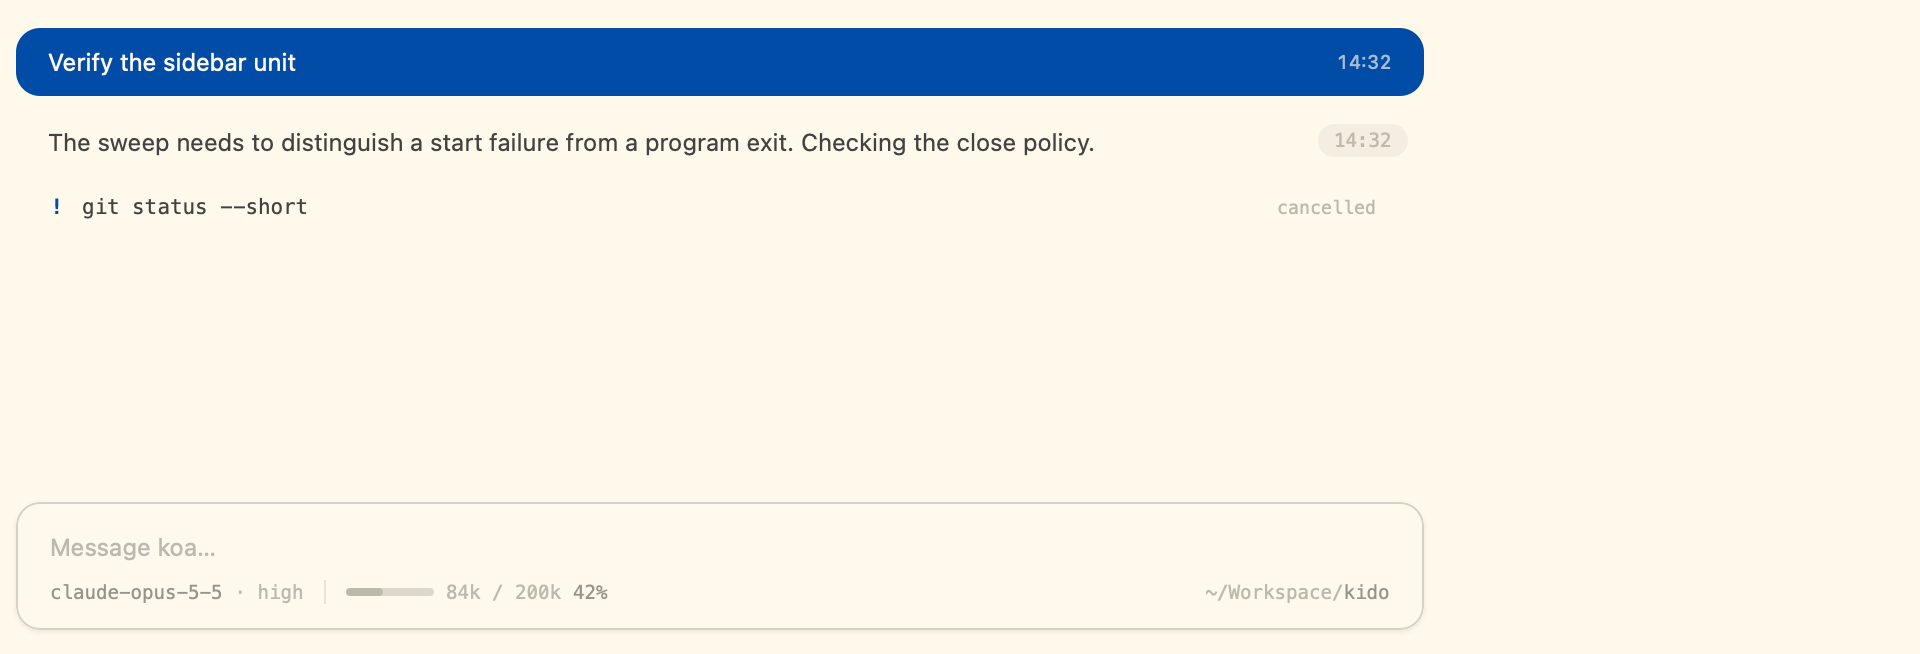 Verify the sidebar unit 14:32
The sweep needs to distinguish a start failure from a program exit. Checking the close policy. 14:32
! git status --short cancelled
Message koa...
claude-opus-5-5 · high 84k / 200k 42% ~/Workspace/kido